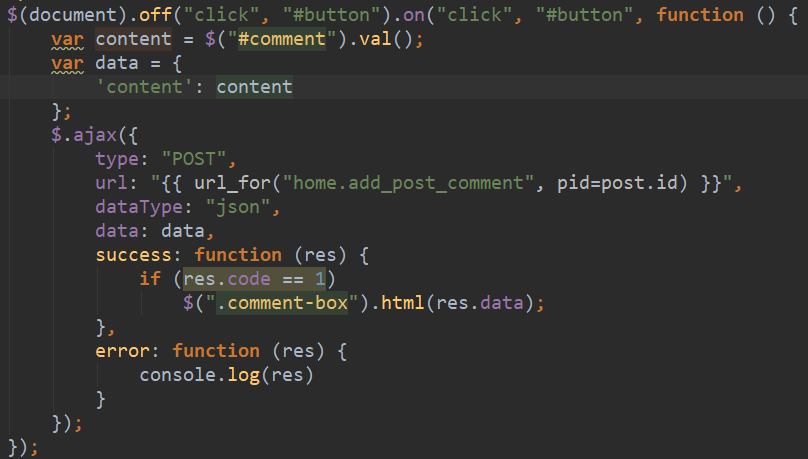 $(document).off("click", "#button").on("click", "#button", function () {
    var content = $("#comment").val();
    var data = {
        'content': content
    };
    $.ajax({
        type: "POST",
        url: "{{ url_for("home.add_post_comment", pid=post.id) }}",
        dataType: "json",
        data: data,
        success: function (res) {
            if (res.code == 1)
                $(".comment-box").html(res.data);
        },
        error: function (res) {
            console.log(res)
        }
    });
});